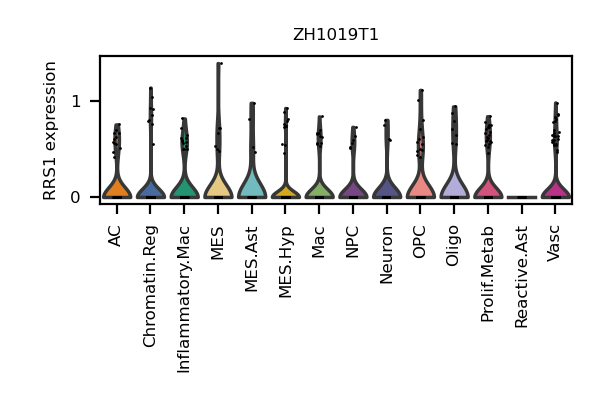 ZH1019T1
RRS1 expression
1
0
AC
Chromatin.Reg
Inflammatory.Mac
MES
MES.Ast
MES.Hyp
Mac
NPC
Neuron
OPC
Oligo
Prolif.Metab
Reactive.Ast
Vasc